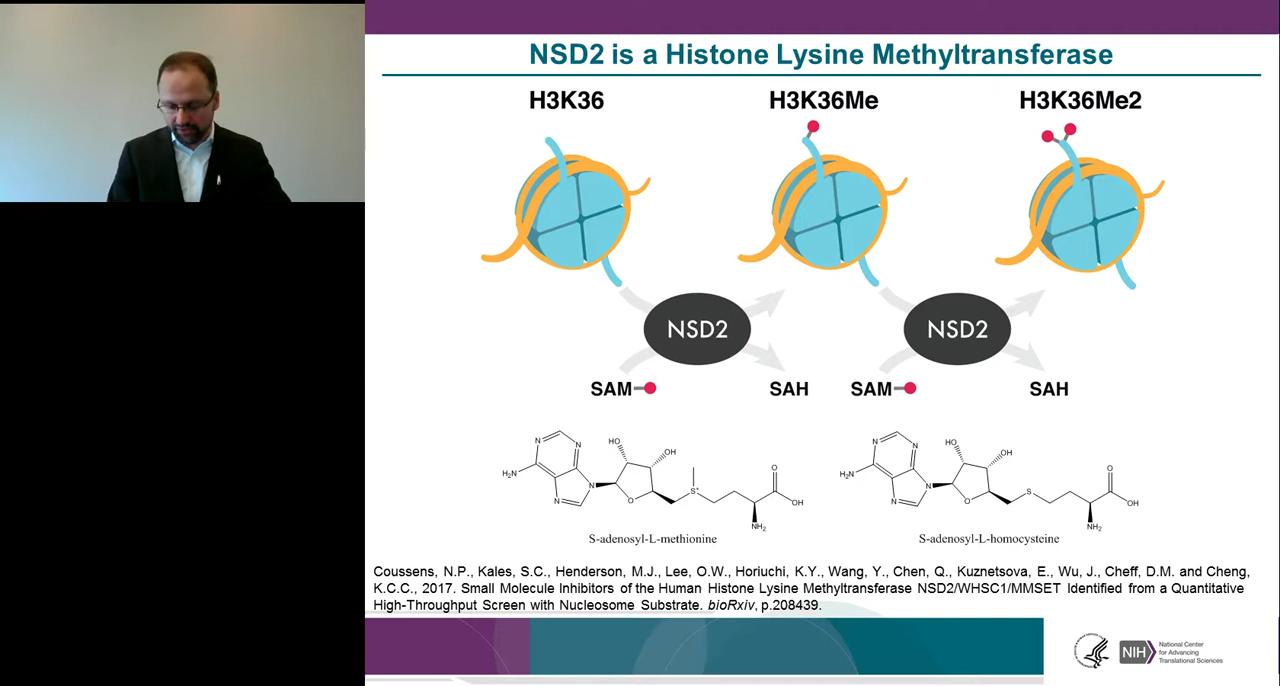 NSD2 is a Histone Lysine Methyltransferase
H3K36 H3K36Me H3K36Me2
NSD2 NSD2
SAM SAH SAM SAH
N N NH2 N N HO OH O S+ O OH NH2
N N NH2 N N HO OH O S O OH NH2
S-adenosyl-L-methionine S-adenosyl-L-homocysteine
Coussens, N.P., Kales, S.C., Henderson, M.J., Lee, O.W., Horiuchi, K.Y., Wang, Y., Chen, Q., Kuznetsova, E., Wu, J., Cheff, D.M. and Cheng,
K.C.C., 2017. Small Molecule Inhibitors of the Human Histone Lysine Methyltransferase NSD2/WHSC1/MMSET Identified from a Quantitative
High-Throughput Screen with Nucleosome Substrate. bioRxiv, p.208439.
NIH
National Center
for Advancing
Translational Sciences